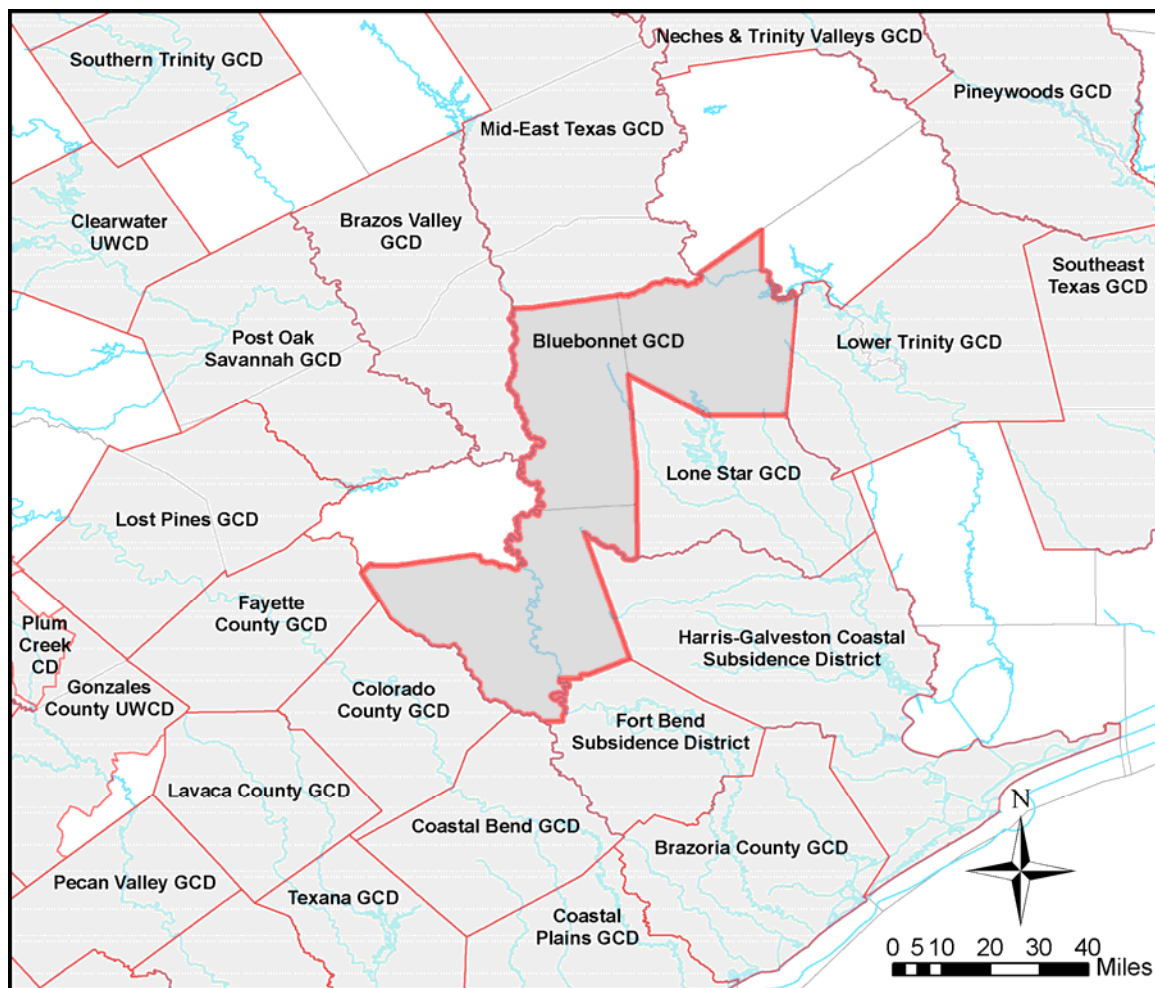 Neches & Trinity Valleys GCD
Southern Trinity GCD
Pineywoods GCD
Mid-East Texas GCD
Clearwater
UWCD
Brazos Valley
GCD
Southeast
Texas GCD
Post Oak
Savannah GCD
Bluebonnet GCD
Lower Trinity GCD
Lone Star GCD
Lost Pines GCD
Fayette
County GCD
Plum
Creek
CD
Harris-Galveston Coastal
Subsidence District
Gonzales
County UWCD
Colorado
County GCD
Fort Bend
Subsidence District
Lavaca County GCD
Coastal Bend GCD
Brazoria County GCD
Pecan Valley GCD
Texana GCD
Coastal
Plains GCD
N
0 5 10 20 30 40
Miles